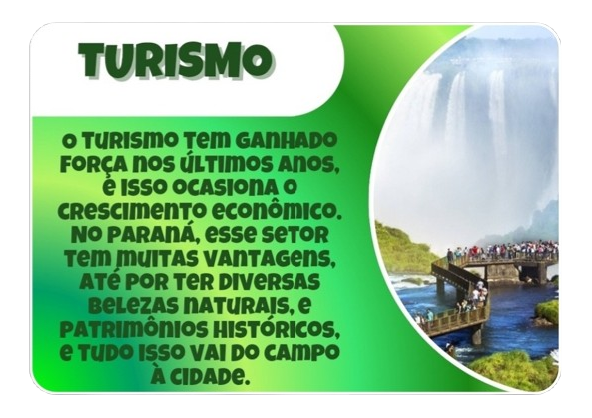 TURISMO
O TURISMO TEM GANHADO
FORÇA NOS ÚLTIMOS ANOS,
E ISSO OCASIONA O
CRESCIMENTO ECONÔMICO.
NO PARANÁ, ESSE SETOR
TEM MUITAS VANTAGENS,
ATÉ POR TER DIVERSAS
BELEZAS NATURAIS, E
PATRIMÔNIOS HISTÓRICOS,
E TUDO ISSO VAI DO CAMPO
À CIDADE.